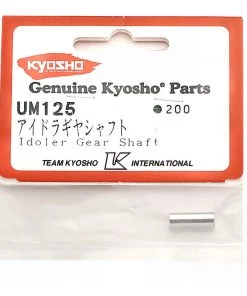 KYOSHO
Genuine Kyosho® Parts
UM125 ●200
アイドラギヤシャフト
Idoler Gear Shaft
TEAM KYOSHO K INTERNATIONAL